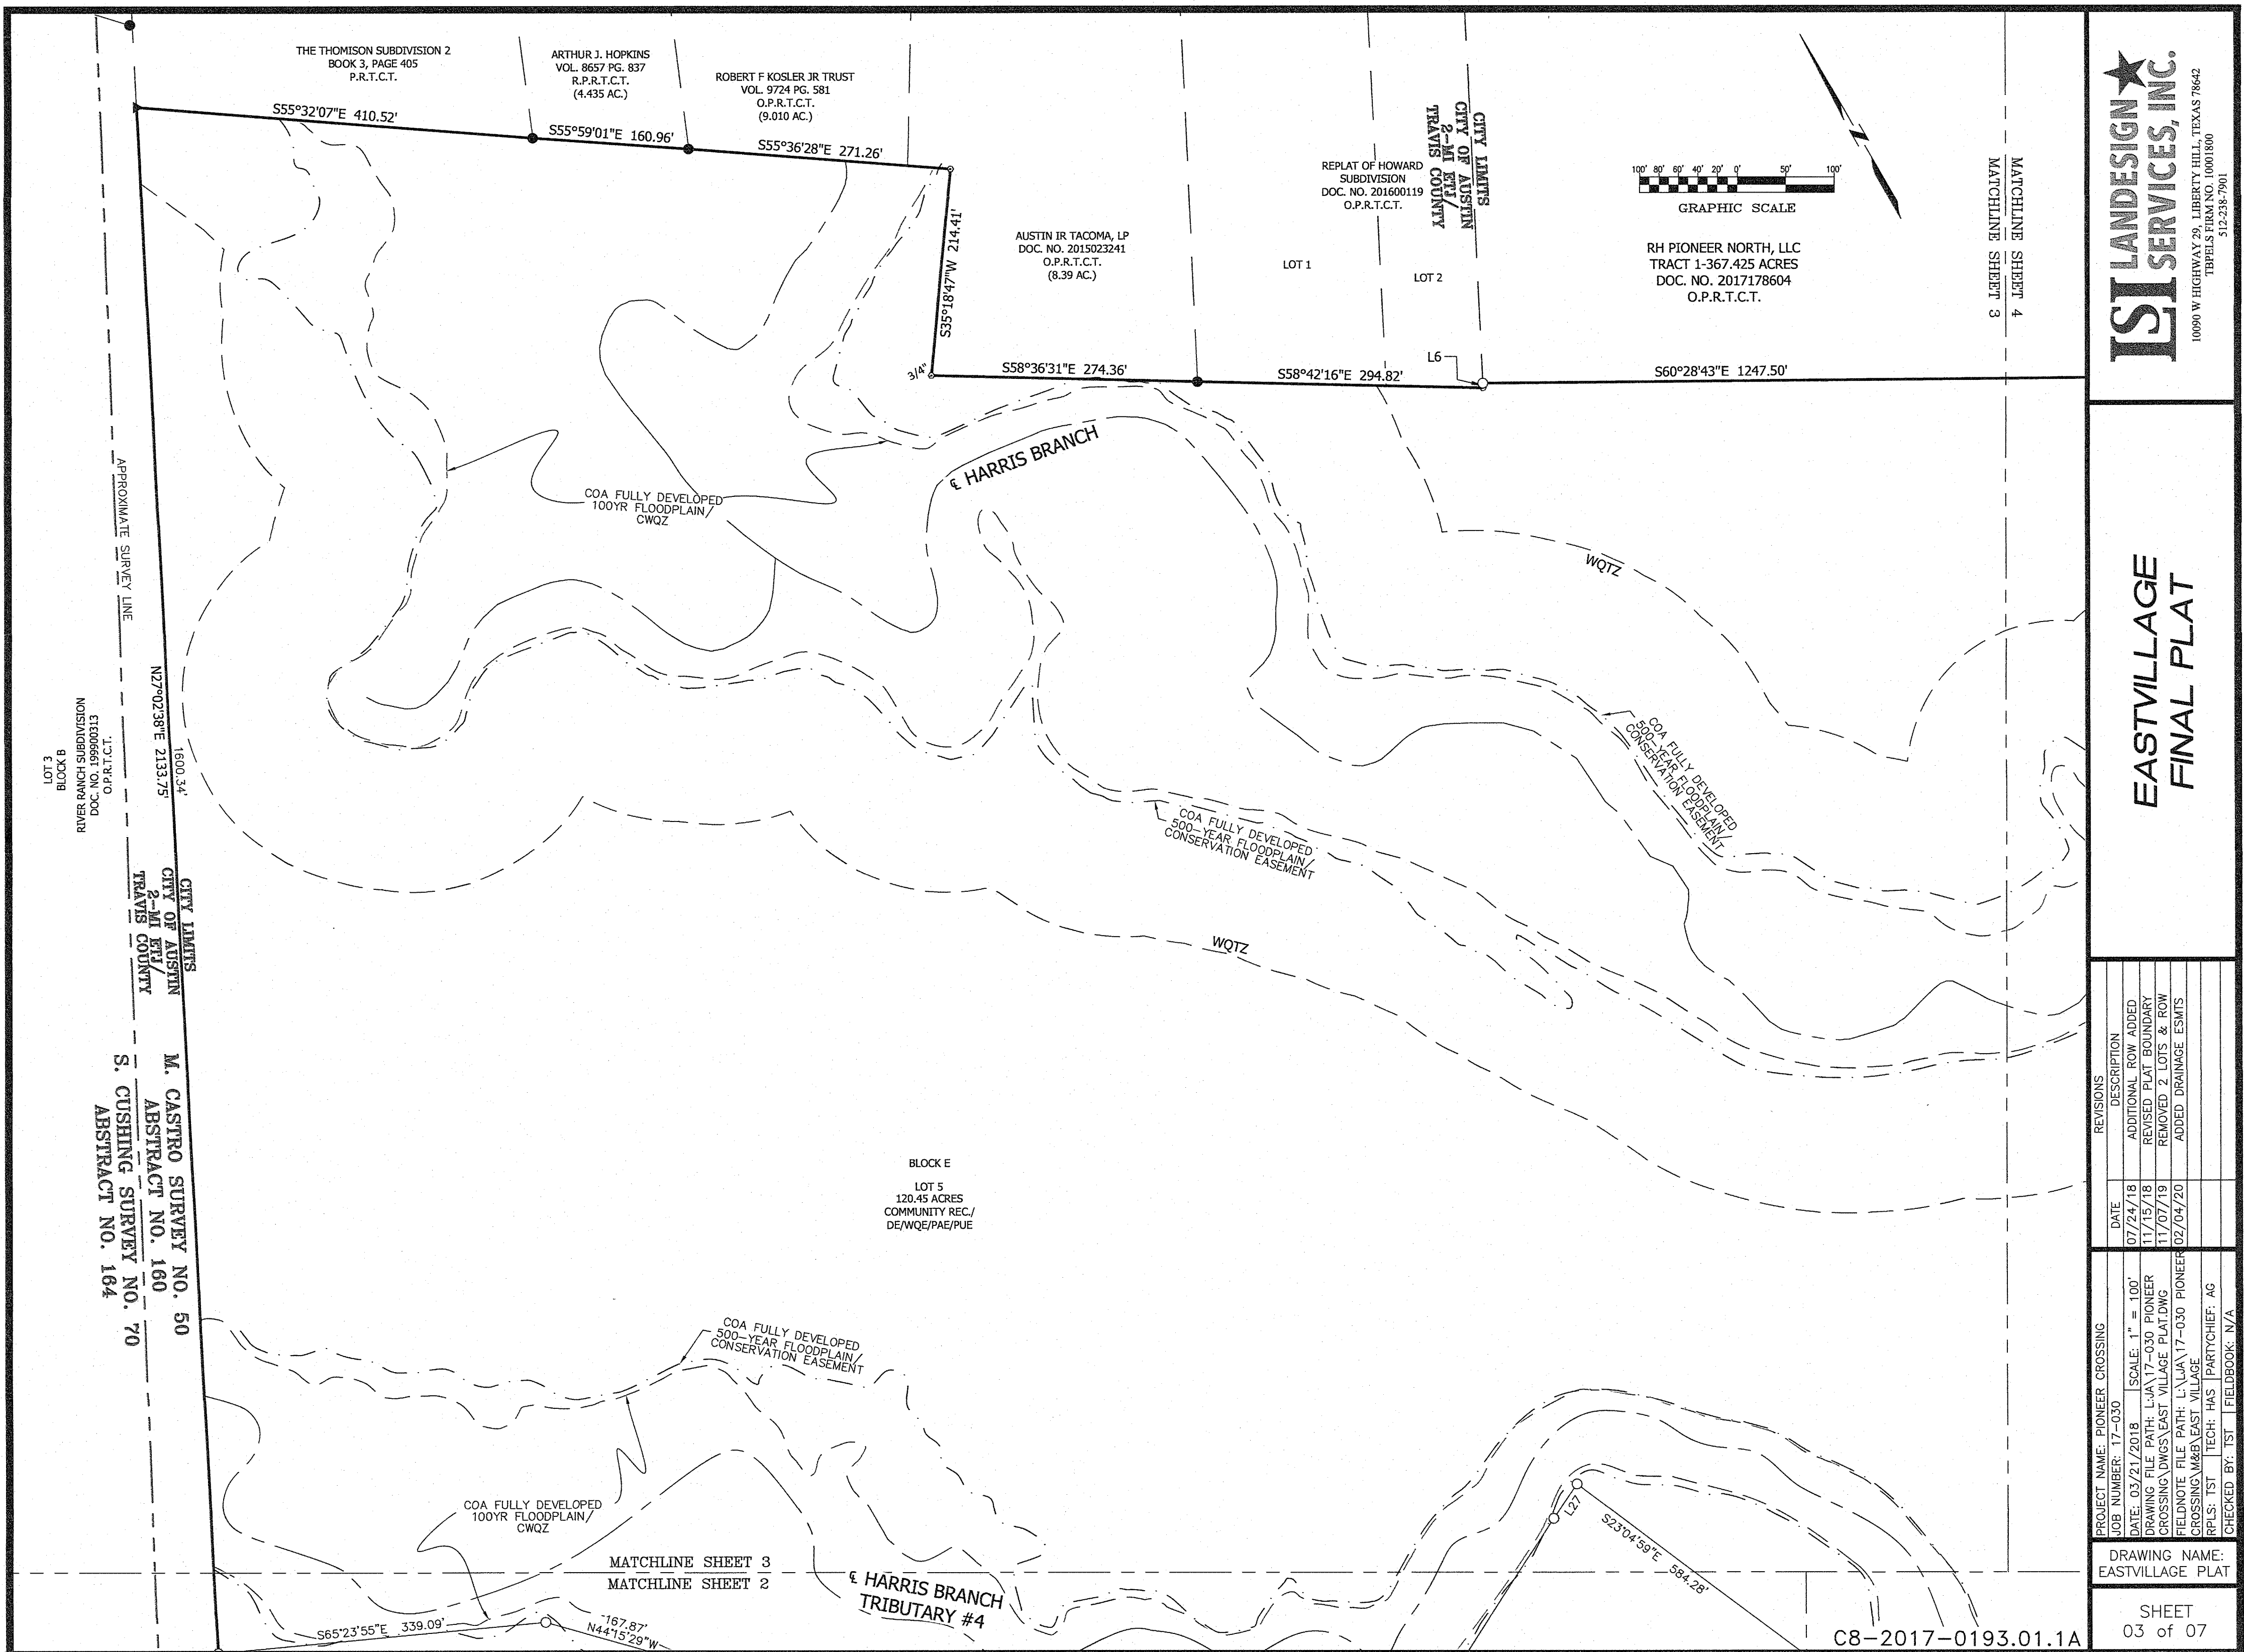 THE THOMISON SUBDIVISION 2
BOOK 3, PAGE 405
P.R.T.C.T.
ARTHUR J. HOPKINS
VOL. 8657 PG. 837
R.P.R.T.C.T.
(4.435 AC.)
ROBERT F KOSLER JR TRUST
VOL. 9724 PG. 581
O.P.R.T.C.T.
(9.010 AC.)
S55°32'07"E 410.52'
S55°59'01"E 160.96'
S55°36'28"E 271.26'
S35°18'47"W 214.41'
3/4"
AUSTIN IR TACOMA, LP
DOC. NO. 2015023241
O.P.R.T.C.T.
(8.39 AC.)
S58°36'31"E 274.36'
REPLAT OF HOWARD
SUBDIVISION
DOC. NO. 201600119
O.P.R.T.C.T.
LOT 1
LOT 2
CITY LIMITS
CITY OF AUSTIN
2-MI ETJ/
TRAVIS COUNTY
L6
S58°42'16"E 294.82'
S60°28'43"E 1247.50'
100' 80' 60' 40' 20' 0' 50' 100'
GRAPHIC SCALE
RH PIONEER NORTH, LLC
TRACT 1-367.425 ACRES
DOC. NO. 2017178604
O.P.R.T.C.T.
N
MATCHLINE SHEET 4
MATCHLINE SHEET 3
℄ HARRIS BRANCH
COA FULLY DEVELOPED
100YR FLOODPLAIN/
CWQZ
WQTZ
COA FULLY DEVELOPED
500-YEAR FLOODPLAIN/
CONSERVATION EASEMENT
COA FULLY DEVELOPED
500-YEAR FLOODPLAIN/
CONSERVATION EASEMENT
WQTZ
APPROXIMATE SURVEY LINE
N27°02'38"E 2133.75'
1600.34'
LOT 3
BLOCK B
RIVER RANCH SUBDIVISION
DOC. NO. 199900313
O.P.R.T.C.T.
CITY LIMITS
CITY OF AUSTIN
2-MI ETJ/
TRAVIS COUNTY
M. CASTRO SURVEY NO. 50
ABSTRACT NO. 160
S. CUSHING SURVEY NO. 70
ABSTRACT NO. 164
BLOCK E
LOT 5
120.45 ACRES
COMMUNITY REC./
DE/WQE/PAE/PUE
COA FULLY DEVELOPED
500-YEAR FLOODPLAIN/
CONSERVATION EASEMENT
COA FULLY DEVELOPED
100YR FLOODPLAIN/
CWQZ
MATCHLINE SHEET 3
MATCHLINE SHEET 2
℄ HARRIS BRANCH
TRIBUTARY #4
S65°23'55"E 339.09'
167.87'
N44°15'29"W
L27
S23°04'59"E 584.28'
C8-2017-0193.01.1A
LSI LANDESIGN
SERVICES, INC.
10090 W HIGHWAY 29, LIBERTY HILL, TEXAS 78642
TBPELS FIRM NO. 10001800
512-238-7901
EASTVILLAGE
FINAL PLAT
REVISIONS
DATE DESCRIPTION
07/24/18 ADDITIONAL ROW ADDED
11/15/18 REVISED PLAT BOUNDARY
11/07/19 REMOVED 2 LOTS & ROW
02/04/20 ADDED DRAINAGE ESMTS
PROJECT NAME: PIONEER CROSSING
JOB NUMBER: 17-030
DATE: 03/21/2018 SCALE: 1" = 100'
DRAWING FILE PATH: L:JA\17-030 PIONEER
CROSSING\DWGS\EAST VILLAGE PLAT.DWG
FIELDNOTE FILE PATH: L:\LJA\17-030 PIONEER
CROSSING\M&B\EAST VILLAGE
RPLS: TST TECH: HAS PARTYCHIEF: AG
CHECKED BY: TST FIELDBOOK: N/A
DRAWING NAME:
EASTVILLAGE PLAT
SHEET
03 of 07